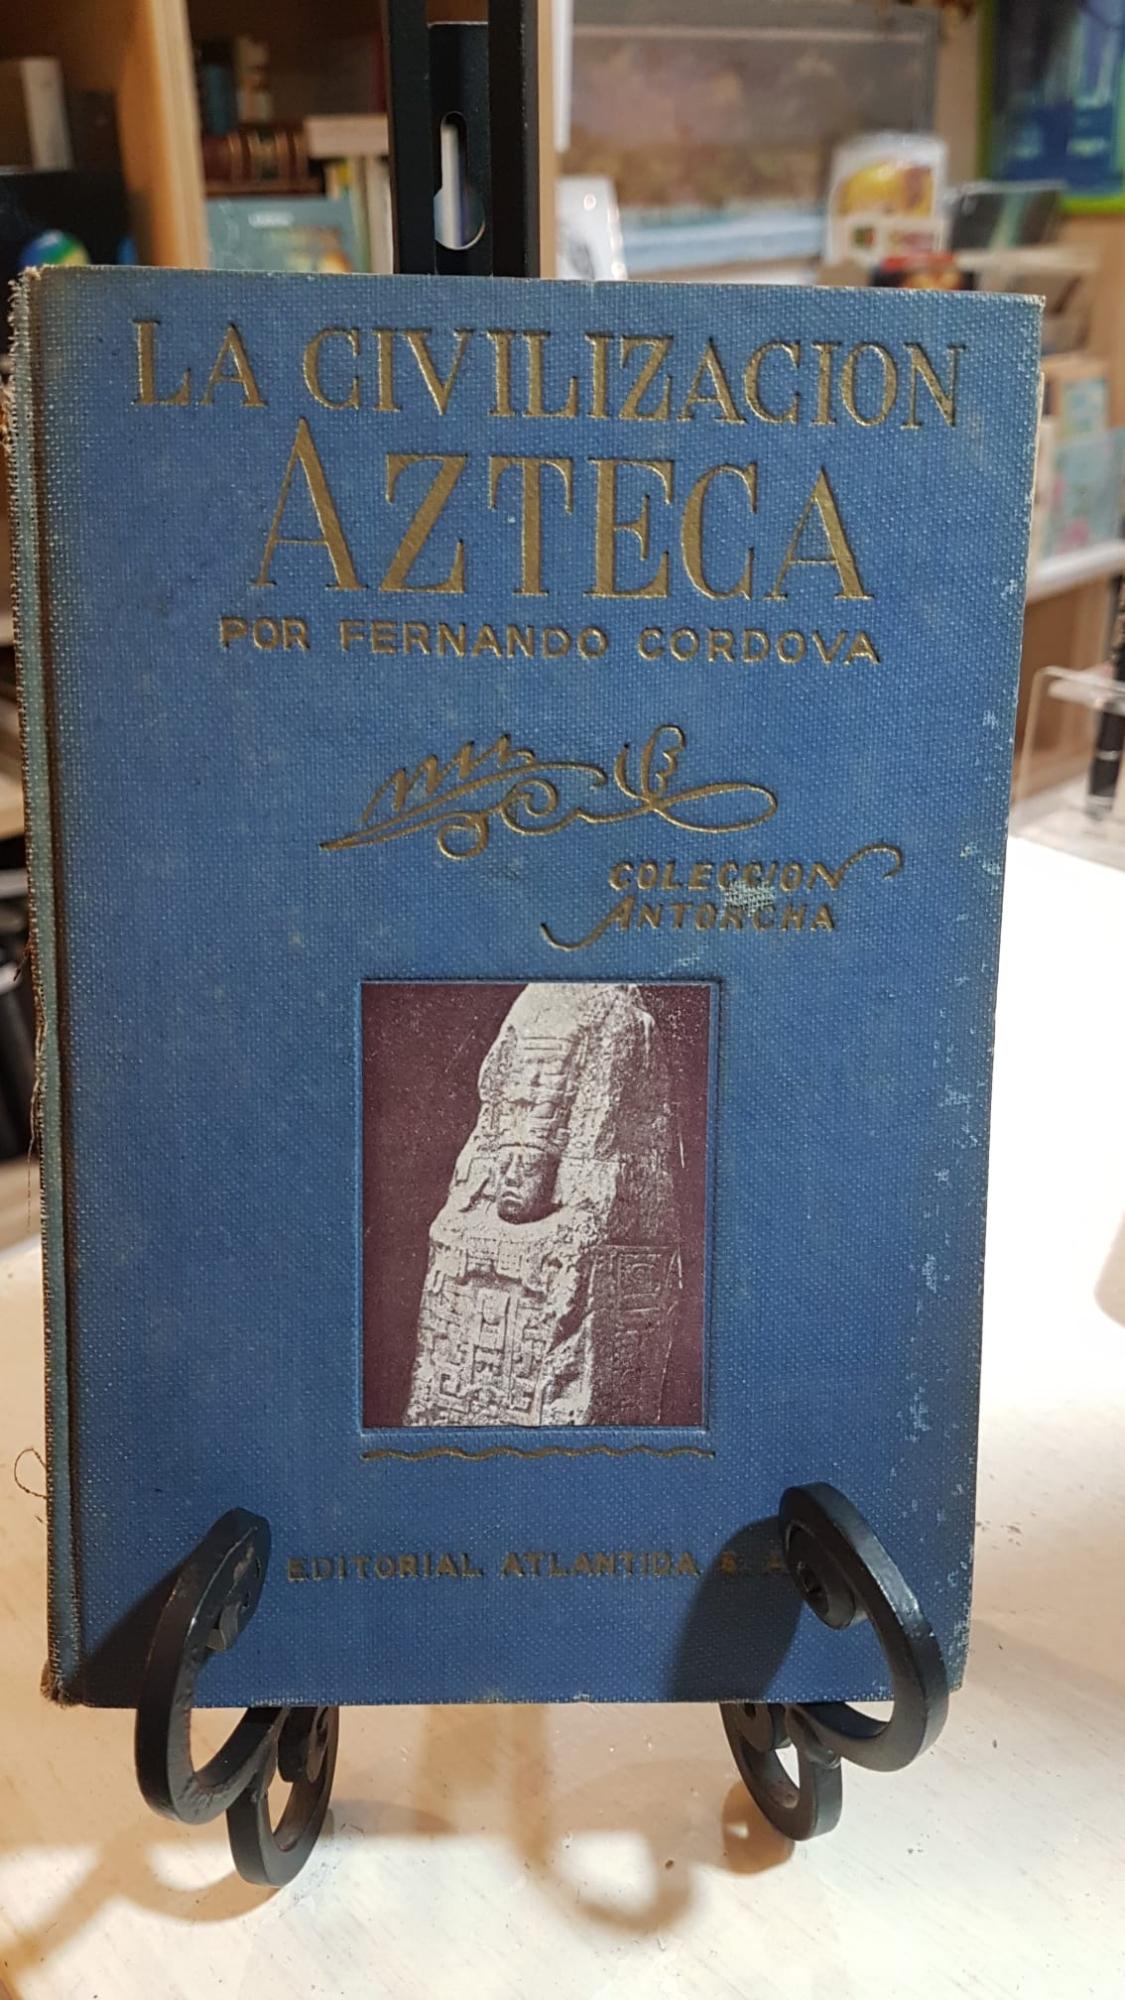 LA CIVILIZACION
AZTECA
POR FERNANDO CORDOVA
COLECCION
ANTORCHA
EDITORIAL ATLANTIDA, S. A.